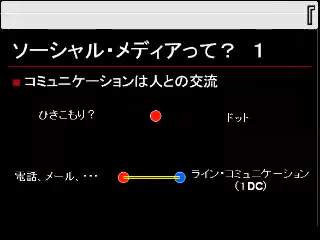 ソーシャル・メディアって？　１
コミュニケーションは人との交流
ひきこもり？
ドット
電話、メール、・・・
ライン・コミュニケーション
（１DC）